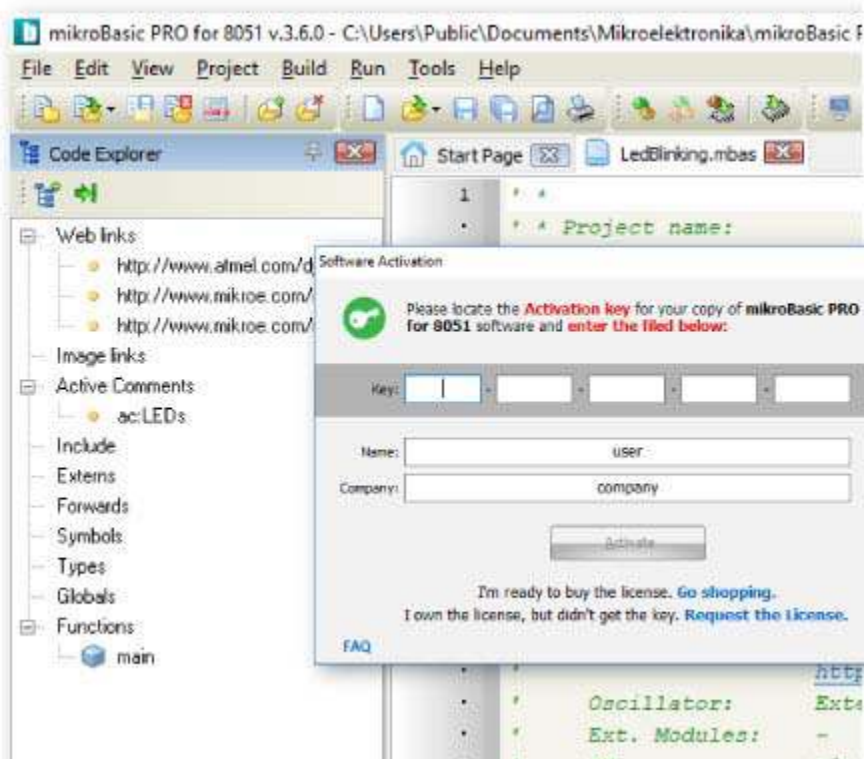 mikroBasic PRO for 8051 v.3.6.0 - C:\Users\Public\Documents\Mikroelektronika\mikroBasic
File Edit View Project Build Run Tools Help
Code Explorer
Start Page LedBlinking.mbas
Web links
http://www.atmel.com/d
http://www.mikroe.com/
http://www.mikroe.com/
Image links
Active Comments
ac:LEDs
Include
Externs
Forwards
Symbols
Types
Globals
Functions
main
1 ' *
' * Project name:
Software Activation
Please locate the Activation key for your copy of mikroBasic PRO
for 8051 software and enter the filed below:
Key: - - - -
Name: user
Company: company
Activate
I'm ready to buy the license. Go shopping.
I own the license, but didn't get the key. Request the License.
FAQ
http
' Oscillator: Exte
' Ext. Modules: -